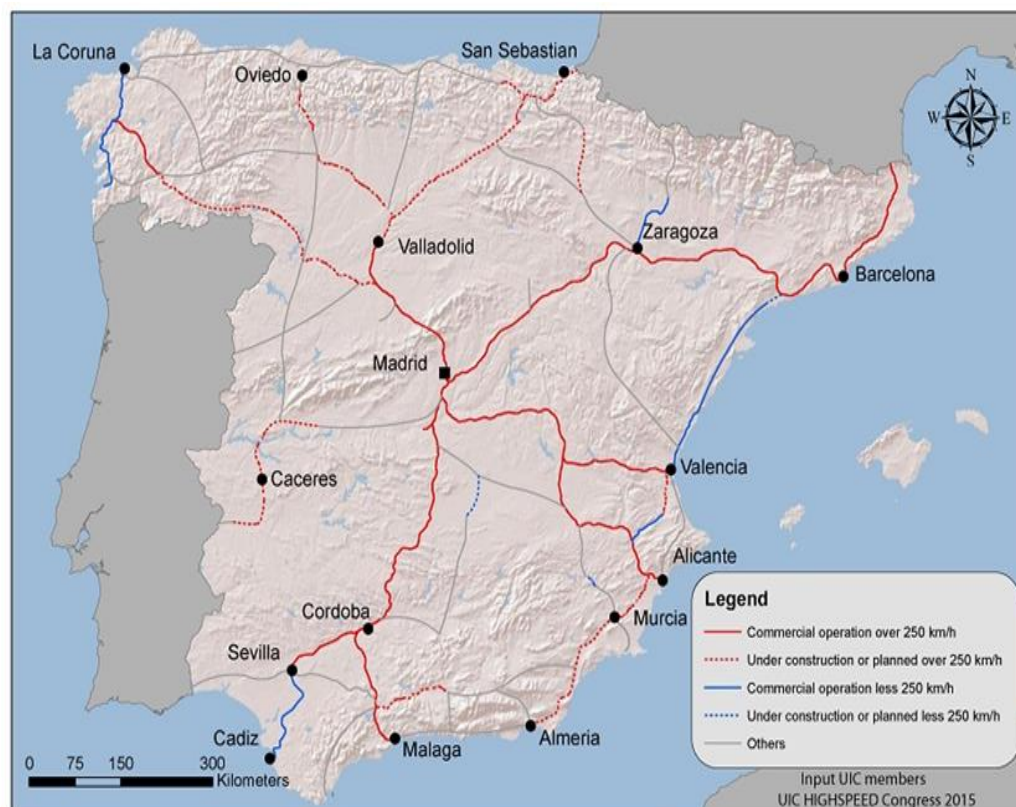 La Coruna
Oviedo
San Sebastian
N
W E
S
Valladolid
Zaragoza
Barcelona
Madrid
Caceres
Valencia
Alicante
Cordoba
Murcia
Sevilla
Cadiz
Malaga
Almeria
Legend
Commercial operation over 250 km/h
Under construction or planned over 250 km/h
Commercial operation less 250 km/h
Under construction or planned less 250 km/h
Others
0 75 150 300
Kilometers
Input UIC members
UIC HIGHSPEED Congress 2015